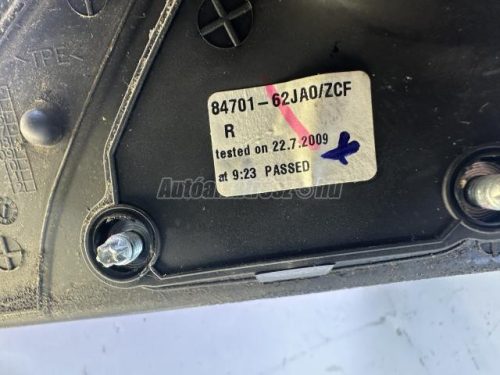 >TPE<
84701-62JA0/ZCF
R
tested on 22.7.2009
at 9:23 PASSED